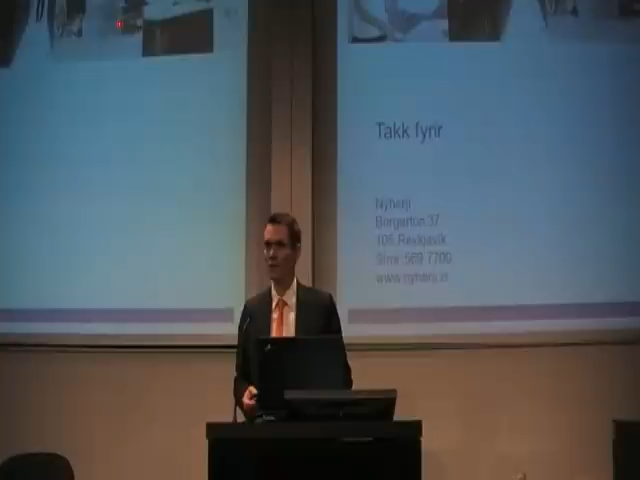 Takk fyrir
Nýherji
Borgartún 37
105 Reykjavík
Sími: 569 7700
www.nyherji.is